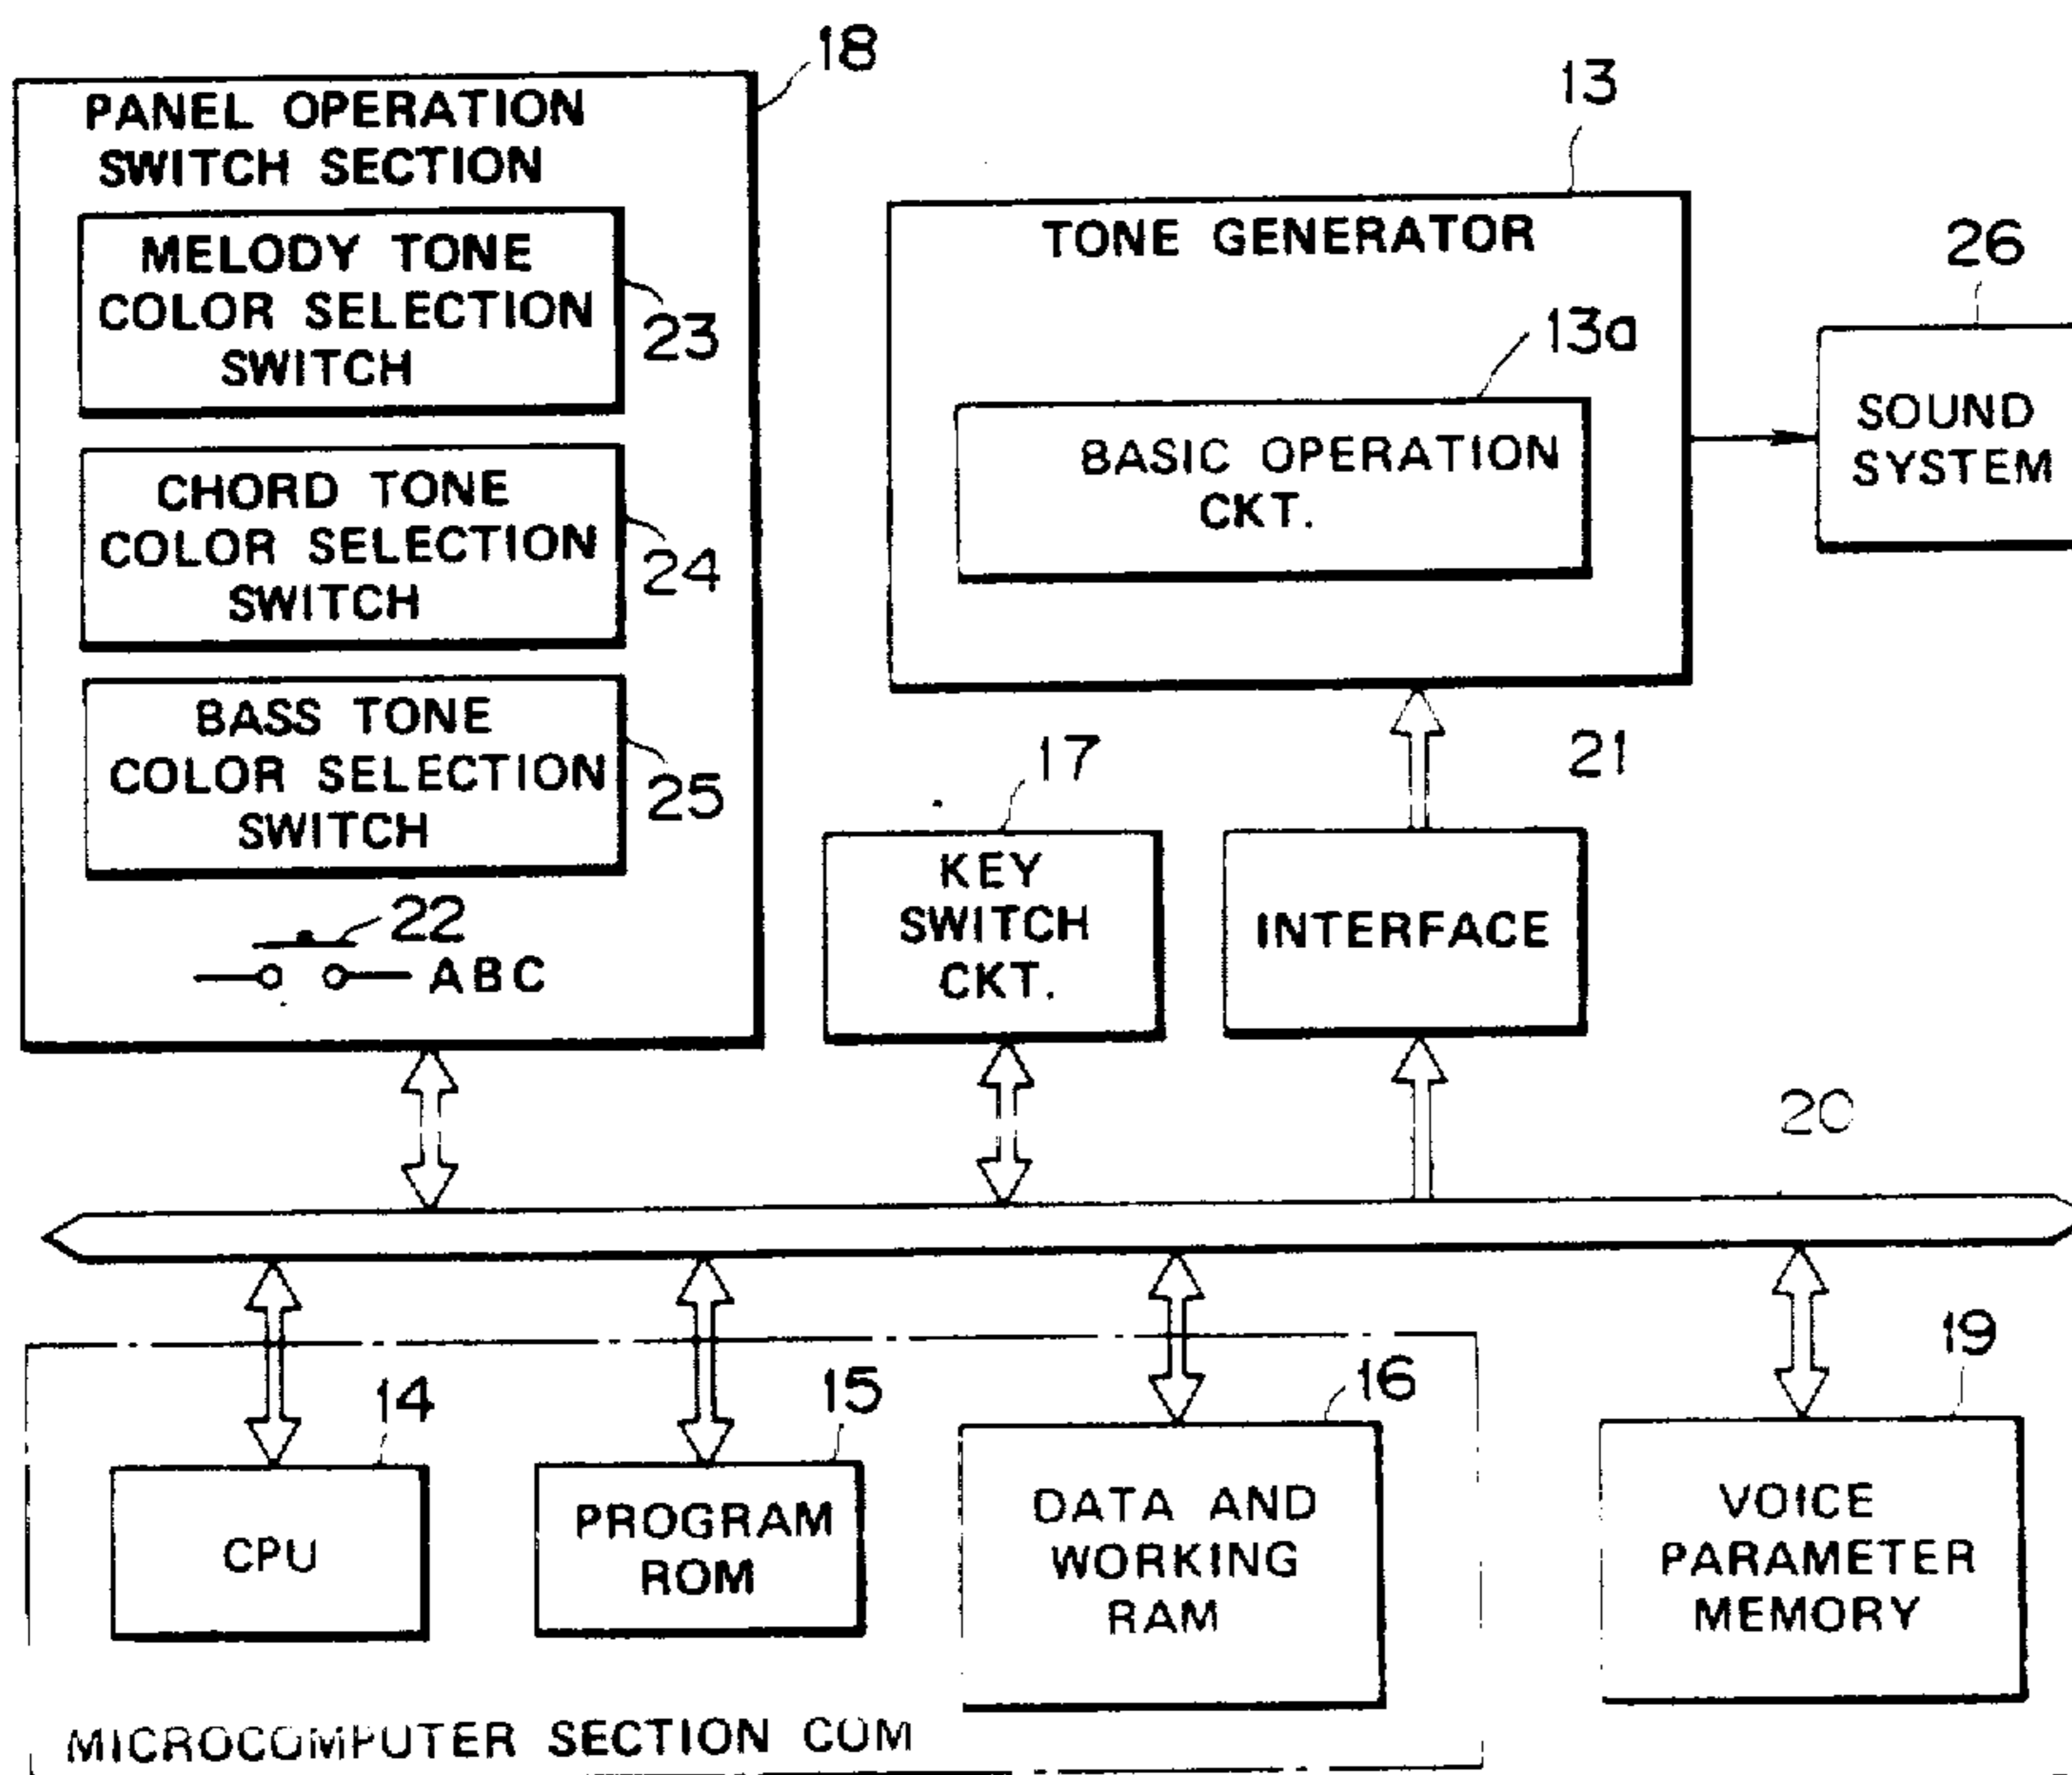 18
PANEL OPERATION
SWITCH SECTION
MELODY TONE
COLOR SELECTION
SWITCH
23
CHORD TONE
COLOR SELECTION
SWITCH
24
BASS TONE
COLOR SELECTION
SWITCH
25
22
ABC
13
TONE GENERATOR
13a
BASIC OPERATION
CKT.
26
SOUND
SYSTEM
17
KEY
SWITCH
CKT.
21
INTERFACE
20
14
CPU
15
PROGRAM
ROM
16
DATA AND
WORKING
RAM
19
VOICE
PARAMETER
MEMORY
MICROCOMPUTER SECTION COM